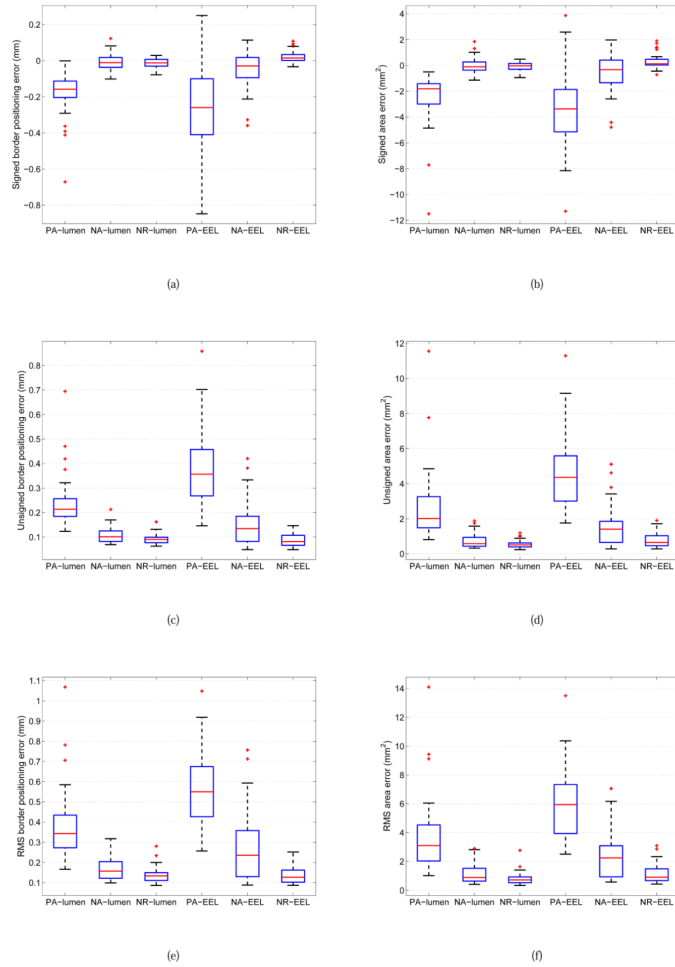 0.2
0
−0.2
−0.4
−0.6
−0.8
Signed border positioning error (mm)
PA−lumen NA−lumen NR−lumen PA−EEL NA−EEL NR−EEL
(a)
4
2
0
−2
−4
−6
−8
−10
−12
Signed area error (mm²)
PA−lumen NA−lumen NR−lumen PA−EEL NA−EEL NR−EEL
(b)
0.8
0.7
0.6
0.5
0.4
0.3
0.2
0.1
Unsigned border positioning error (mm)
PA−lumen NA−lumen NR−lumen PA−EEL NA−EEL NR−EEL
(c)
12
10
8
6
4
2
0
Unsigned area error (mm²)
PA−lumen NA−lumen NR−lumen PA−EEL NA−EEL NR−EEL
(d)
1.1
1
0.9
0.8
0.7
0.6
0.5
0.4
0.3
0.2
0.1
RMS border positioning error (mm)
PA−lumen NA−lumen NR−lumen PA−EEL NA−EEL NR−EEL
(e)
14
12
10
8
6
4
2
0
RMS area error (mm²)
PA−lumen NA−lumen NR−lumen PA−EEL NA−EEL NR−EEL
(f)